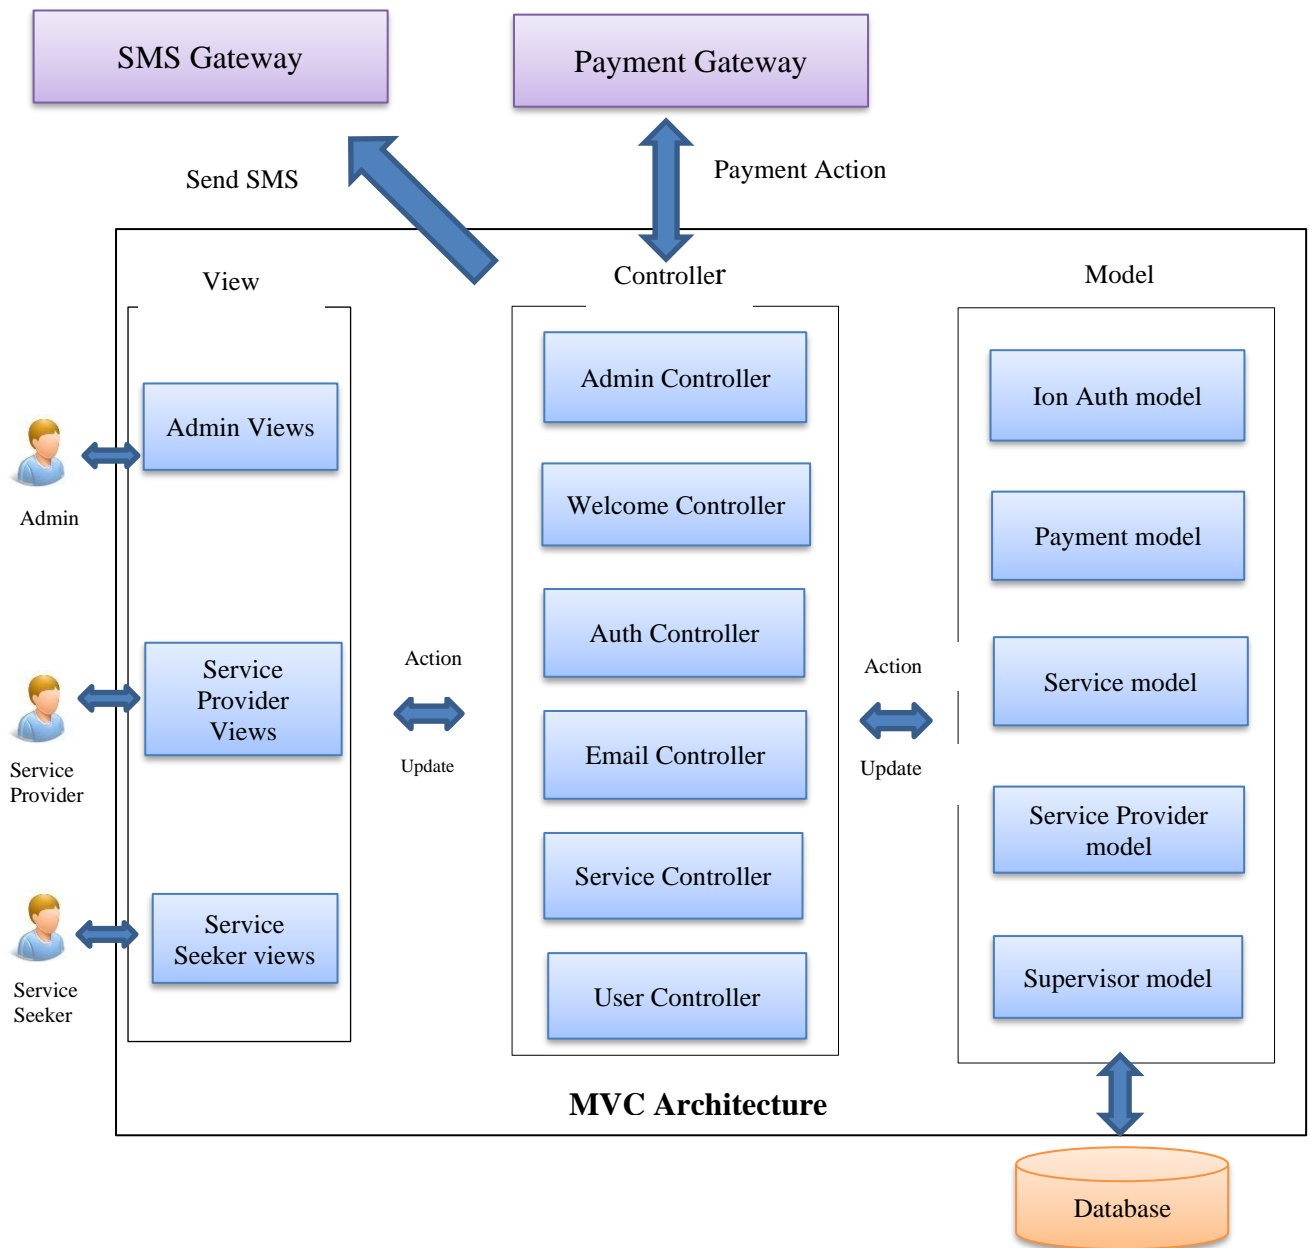 SMS Gateway
Payment Gateway
Send SMS
Payment Action
View
Controller
Model
Admin Views
Service
Provider
Views
Service
Seeker views
Admin
Service
Provider
Service
Seeker
Action
Update
Admin Controller
Welcome Controller
Auth Controller
Email Controller
Service Controller
User Controller
Action
Update
Ion Auth model
Payment model
Service model
Service Provider
model
Supervisor model
MVC Architecture
Database